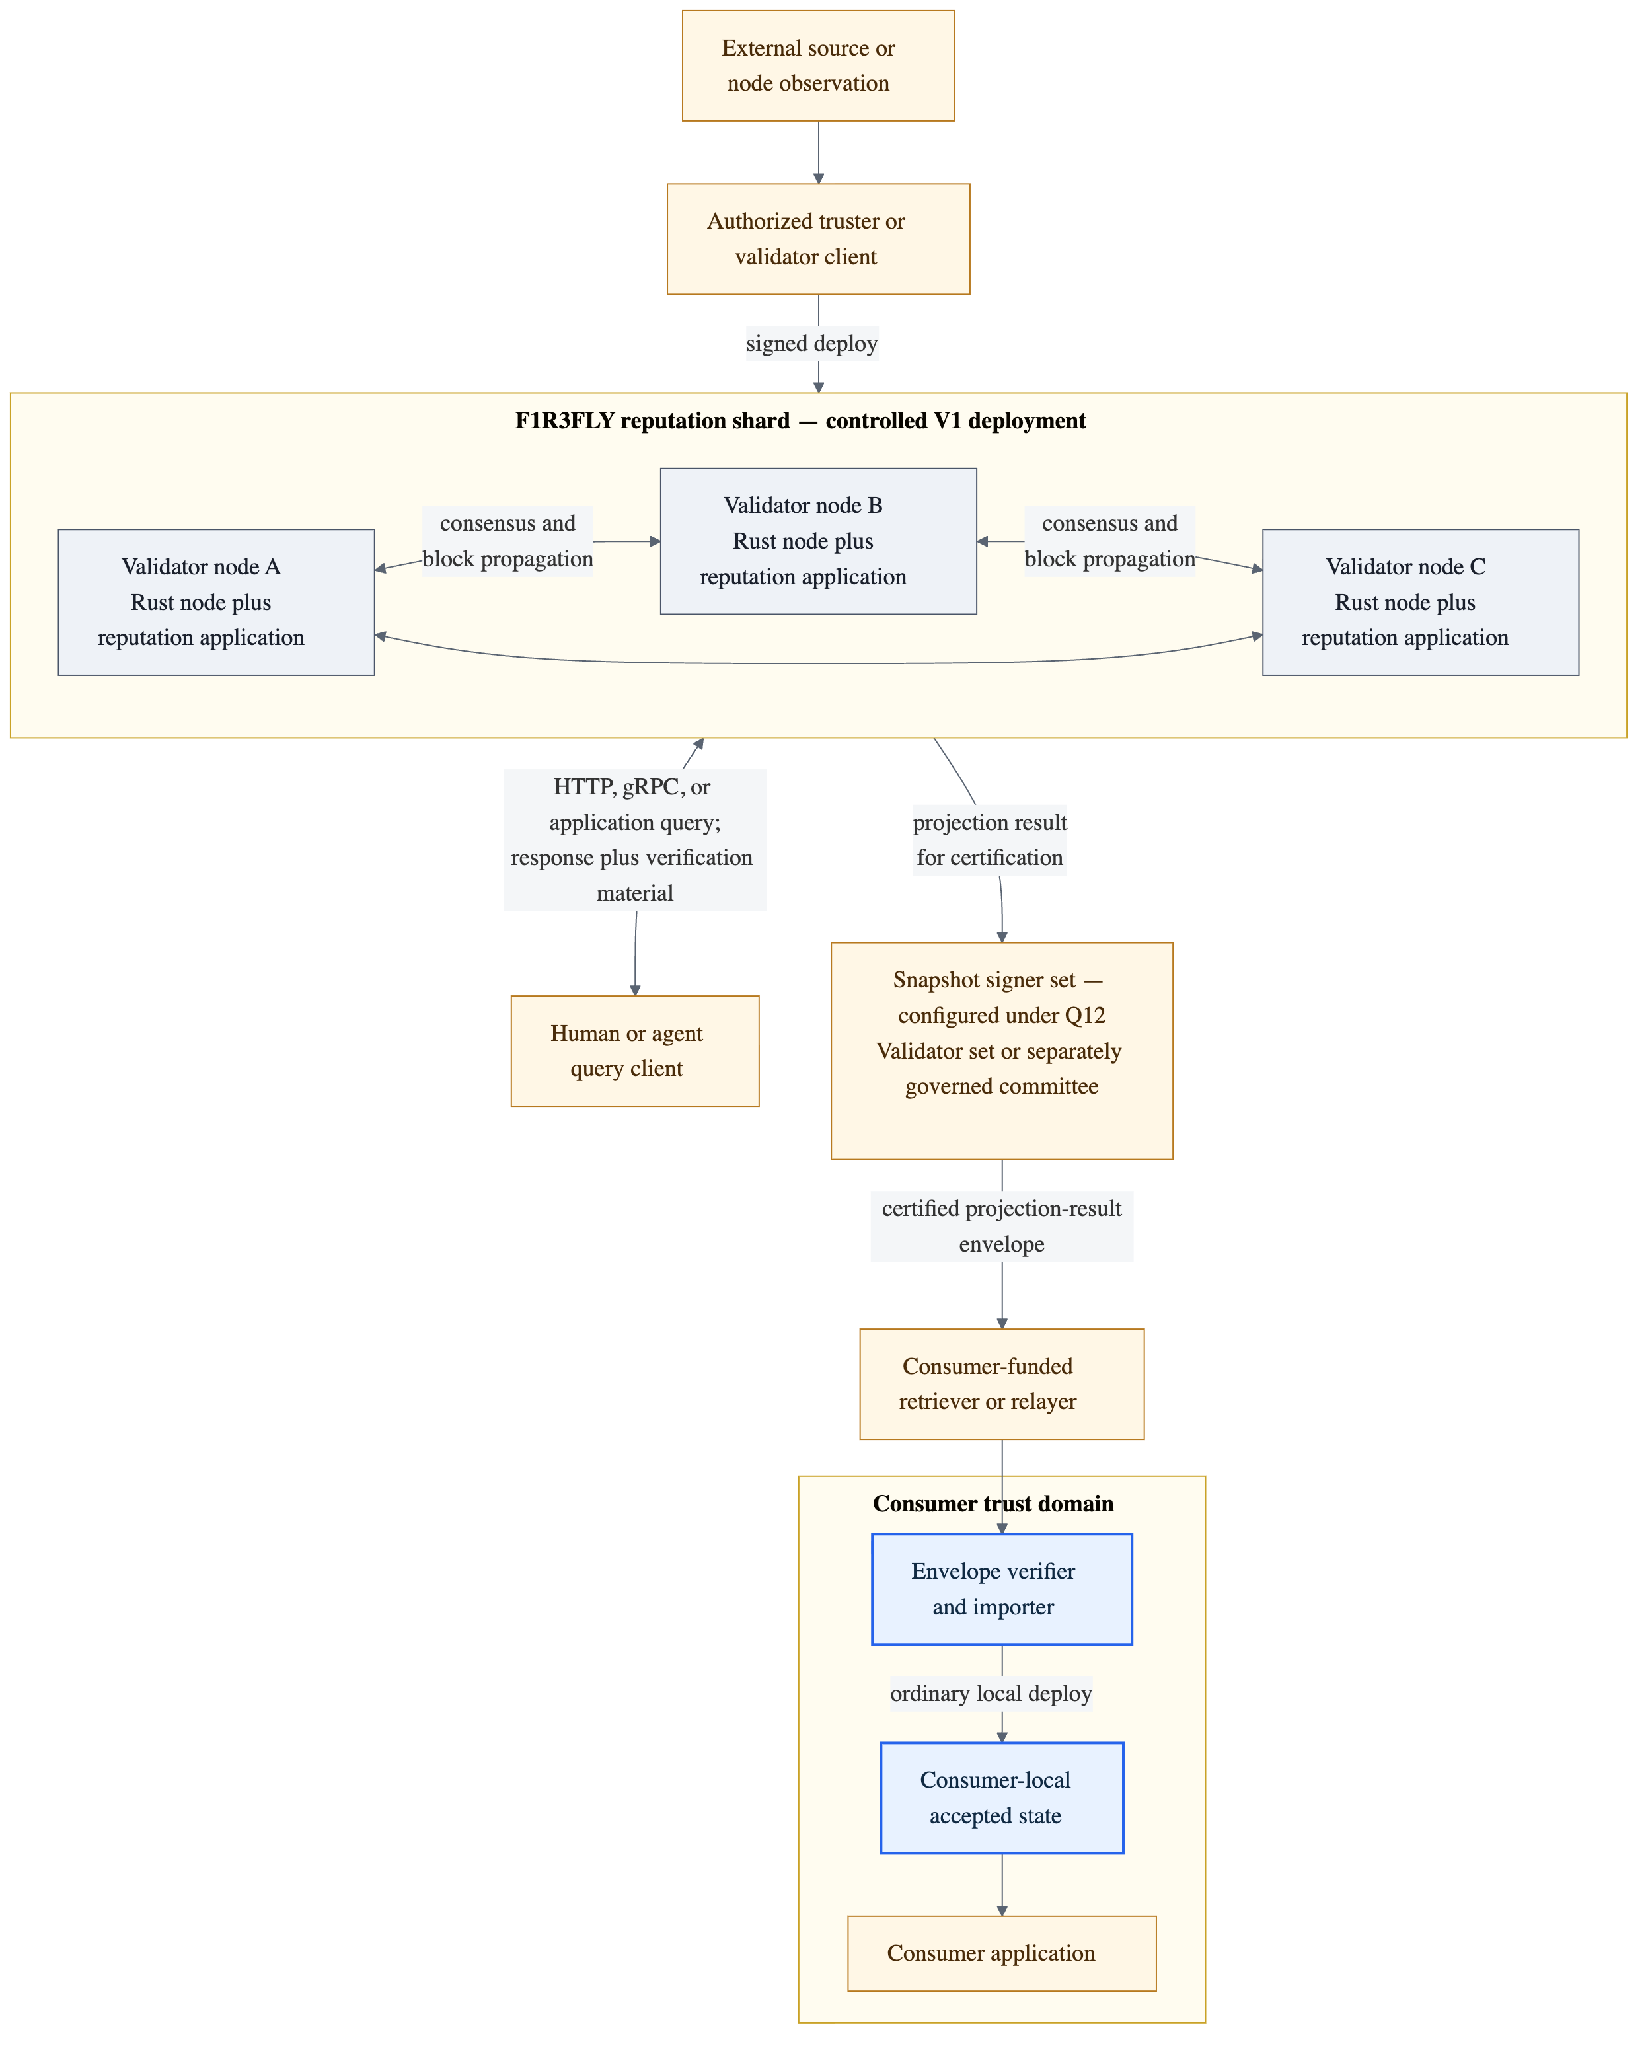 External source or
node observation
Authorized truster or
validator client
signed deploy
F1R3FLY reputation shard — controlled V1 deployment
Validator node A
Rust node plus
reputation application
consensus and
block propagation
Validator node B
Rust node plus
reputation application
consensus and
block propagation
Validator node C
Rust node plus
reputation application
HTTP, gRPC, or
application query;
response plus verification
material
projection result
for certification
Human or agent
query client
Snapshot signer set —
configured under Q12
Validator set or separately
governed committee
certified projection-result
envelope
Consumer-funded
retriever or relayer
Consumer trust domain
Envelope verifier
and importer
ordinary local deploy
Consumer-local
accepted state
Consumer application